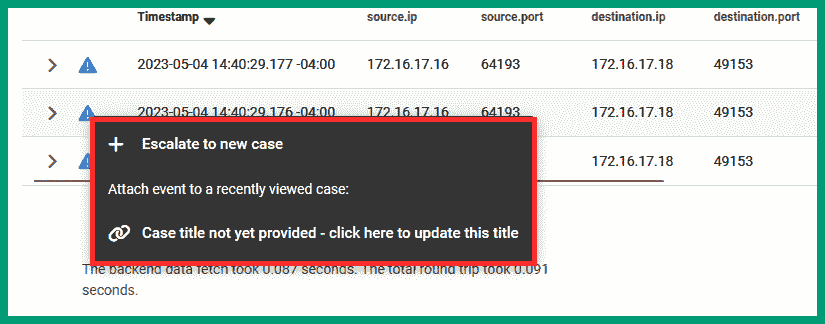 Timestamp source.ip source.port destination.ip destination.port
2023-05-04 14:40:29.177 -04:00 172.16.17.16 64193 172.16.17.18 49153
2023-05-04 14:40:29.176 -04:00 172.16.17.16 64193 172.16.17.18 49153
Escalate to new case
172.16.17.18 49153
Attach event to a recently viewed case:
Case title not yet provided - click here to update this title
The backend data fetch took 0.087 seconds. The total round trip took 0.091
seconds.